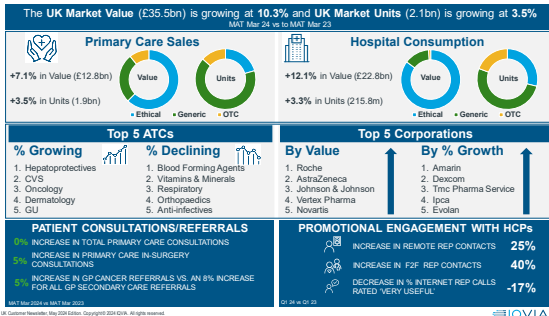 The UK Market Value (£35.5bn) is growing at 10.3% and UK Market Units (2.1bn) is growing at 3.5%
MAT Mar 24 vs to MAT Mar 23
Primary Care Sales
+7.1% in Value (£12.8bn)
+3.5% in Units (1.9bn)
Value
Units
Ethical
Generic
OTC
Hospital Consumption
+12.1% in Value (£22.8bn)
+3.3% in Units (215.8m)
Value
Units
Ethical
Generic
OTC
Top 5 ATCs
% Growing
1. Hepatoprotectives
2. CVS
3. Oncology
4. Dermatology
5. GU
% Declining
1. Blood Forming Agents
2. Vitamins & Minerals
3. Respiratory
4. Orthopaedics
5. Anti-infectives
Top 5 Corporations
By Value
1. Roche
2. AstraZeneca
3. Johnson & Johnson
4. Vertex Pharma
5. Novartis
By % Growth
1. Amarin
2. Dexcom
3. Tmc Pharma Service
4. Ipca
5. Evolan
PATIENT CONSULTATIONS/REFERRALS
0% INCREASE IN TOTAL PRIMARY CARE CONSULTATIONS
5% INCREASE IN PRIMARY CARE IN-SURGERY
CONSULTATIONS
5% INCREASE IN GP CANCER REFERRALS VS. AN 8% INCREASE
FOR ALL GP SECONDARY CARE REFERRALS
MAT Mar 2024 vs MAT Mar 2023
PROMOTIONAL ENGAGEMENT WITH HCPs
INCREASE IN REMOTE REP CONTACTS 25%
INCREASE IN F2F REP CONTACTS 40%
DECREASE IN % INTERNET REP CALLS
RATED 'VERY USEFUL' -17%
Q1 24 vs Q1 23
UK Customer Newsletter, May 2024 Edition. Copyright© 2024 IQVIA. All rights reserved.
IQVIA